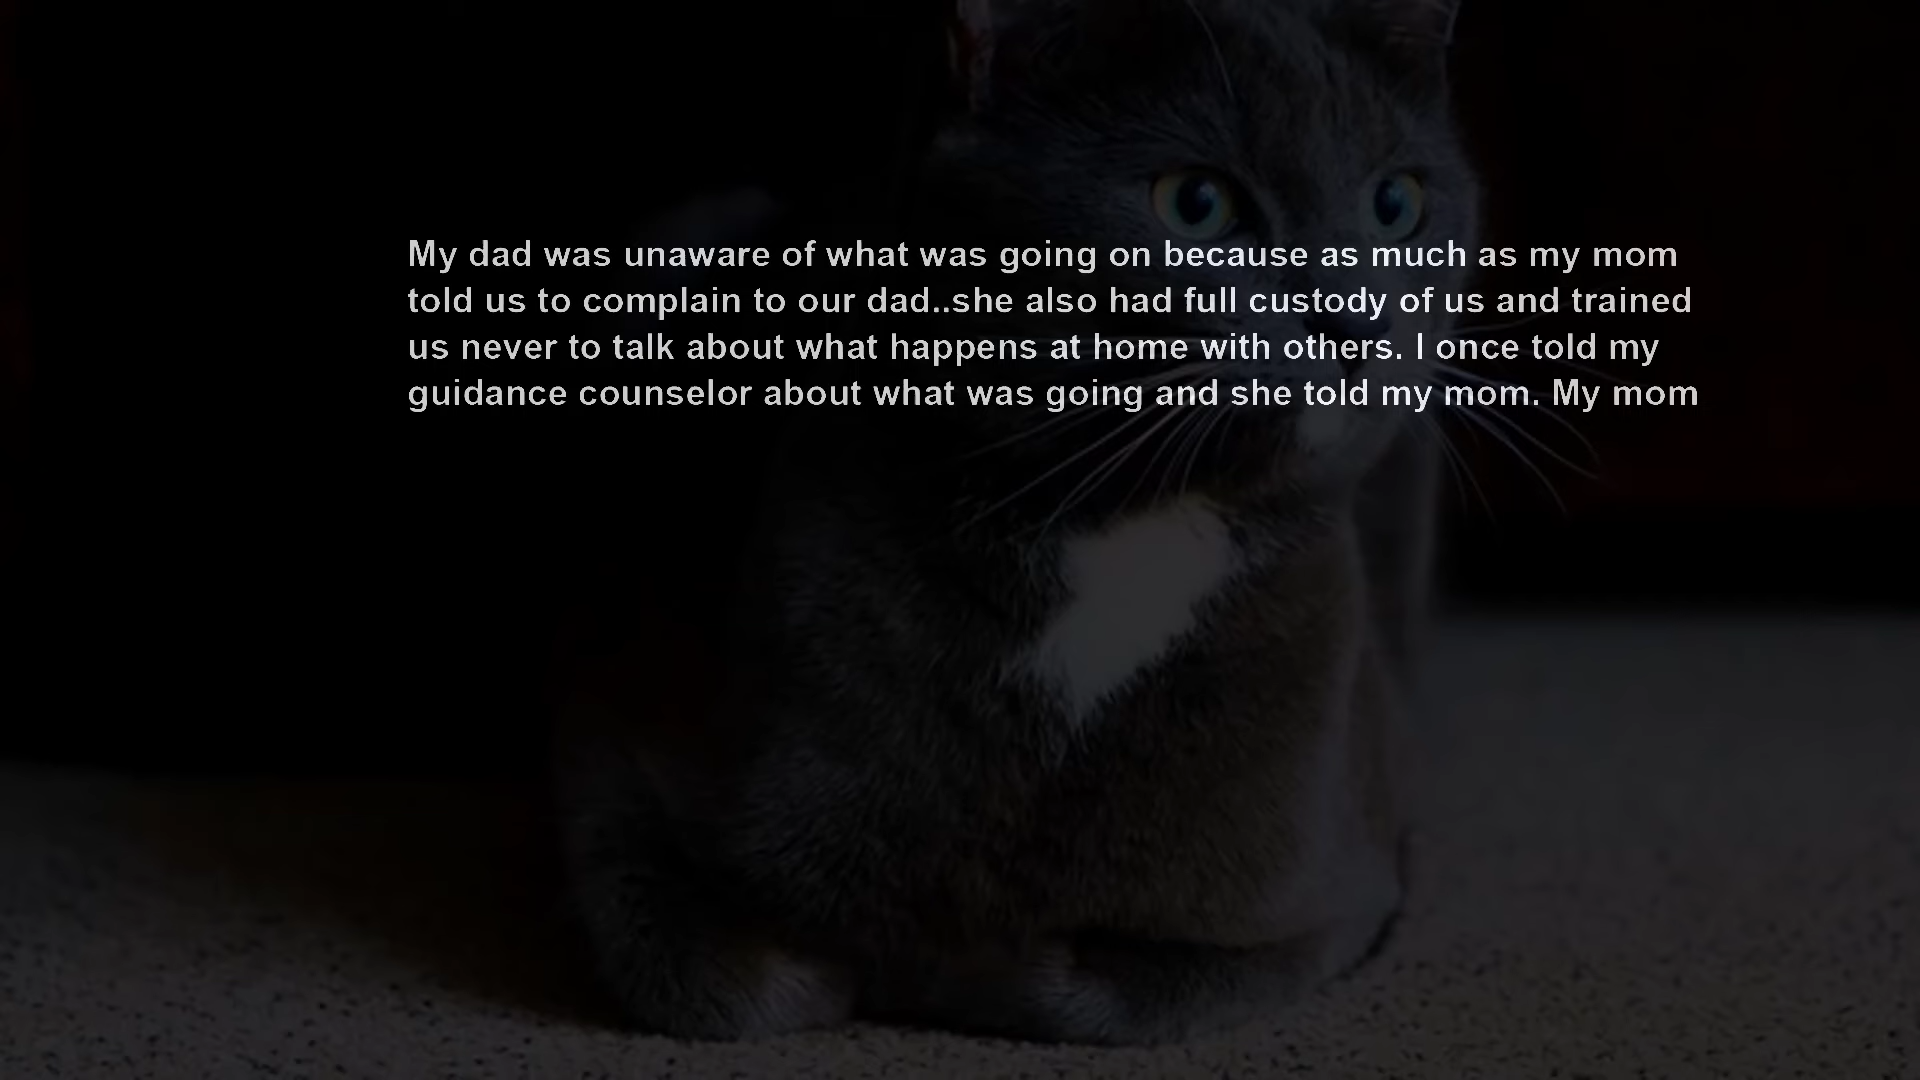 My dad was unaware of what was going on because as much as my mom
told us to complain to our dad..she also had full custody of us and trained
us never to talk about what happens at home with others. I once told my
guidance counselor about what was going and she told my mom. My mom